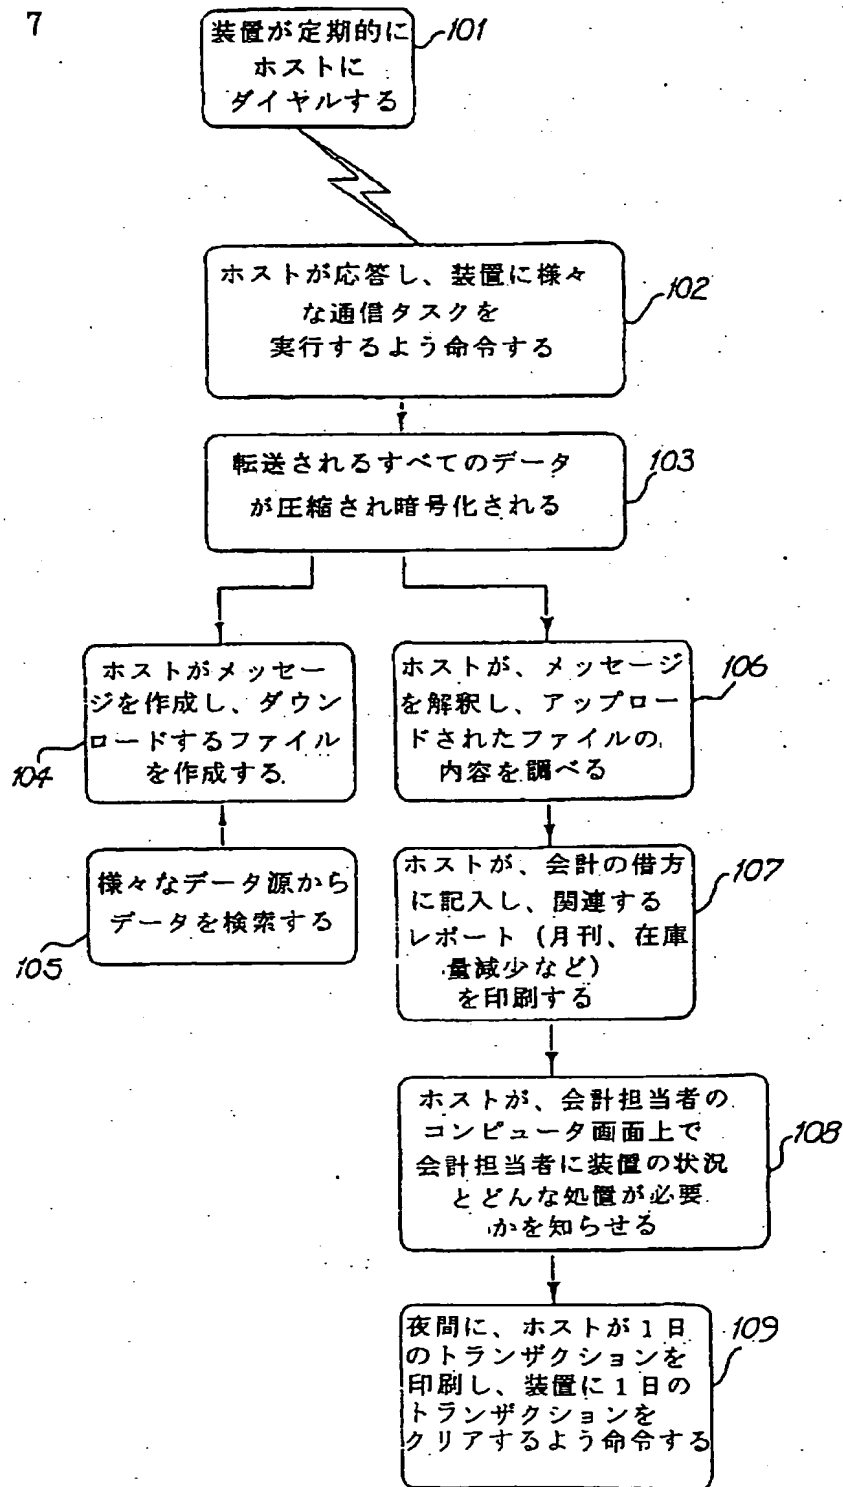 7
装置が定期的に
ホストに
ダイヤルする
101
ホストが応答し、装置に様々
な通信タスクを
実行するよう命令する
102
転送されるすべてのデータ
が圧縮され暗号化される
103
ホストがメッセー
ジを作成し、ダウン
ロードするファイル
を作成する
104
様々なデータ源から
データを検索する
105
ホストが、メッセージ
を解釈し、アップロー
ドされたファイルの
内容を調べる
106
ホストが、会計の借方
に記入し、関連する
レポート(月刊、在庫
量減少など)
を印刷する
107
ホストが、会計担当者の
コンピュータ画面上で
会計担当者に装置の状況
とどんな処置が必要
かを知らせる
108
夜間に、ホストが1日
のトランザクションを
印刷し、装置に1日の
トランザクションを
クリアするよう命令する
109